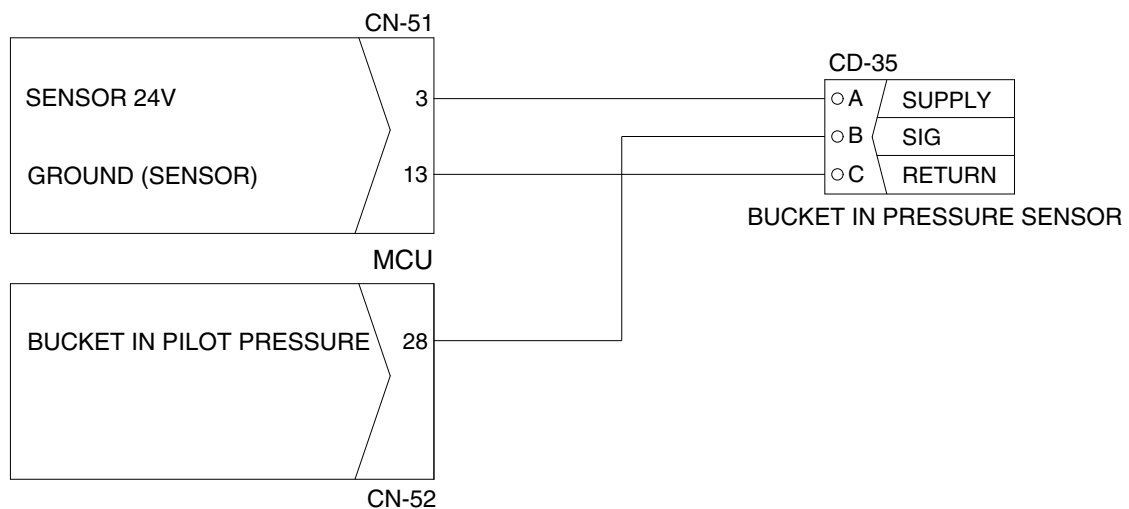 CN-51
SENSOR 24V
3
GROUND (SENSOR)
13
MCU
BUCKET IN PILOT PRESSURE
28
CN-52
CD-35
A SUPPLY
B SIG
C RETURN
BUCKET IN PRESSURE SENSOR